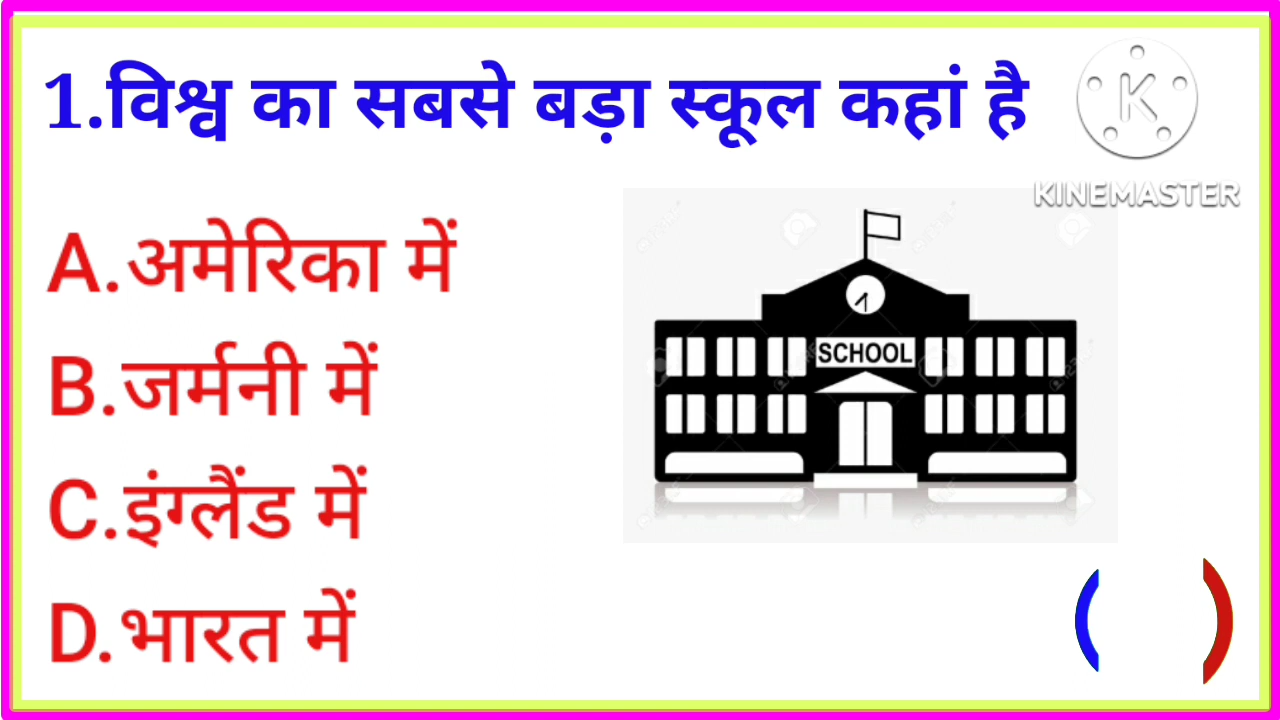 1.विश्व का सबसे बड़ा स्कूल कहां है
K
KINEMASTER
A.अमेरिका में
B.जर्मनी में
SCHOOL
C.इंग्लैंड में
D.भारत में
( )